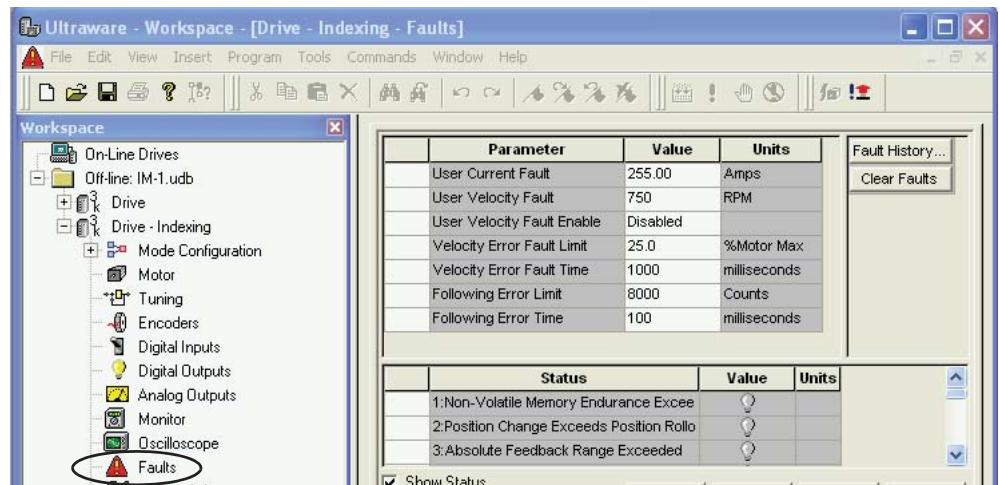 Ultraware - Workspace - [Drive - Indexing - Faults]
File Edit View Insert Program Tools Commands Window Help
Workspace
On-Line Drives
Off-line: IM-1.udb
Drive
Drive - Indexing
Mode Configuration
Motor
Tuning
Encoders
Digital Inputs
Digital Outputs
Analog Outputs
Monitor
Oscilloscope
Faults
Parameter Value Units
User Current Fault 255.00 Amps
User Velocity Fault 750 RPM
User Velocity Fault Enable Disabled
Velocity Error Fault Limit 25.0 %Motor Max
Velocity Error Fault Time 1000 milliseconds
Following Error Limit 8000 Counts
Following Error Time 100 milliseconds
Fault History...
Clear Faults
Status Value Units
1:Non-Volatile Memory Endurance Excee
2:Position Change Exceeds Position Rollo
3:Absolute Feedback Range Exceeded
Show Status